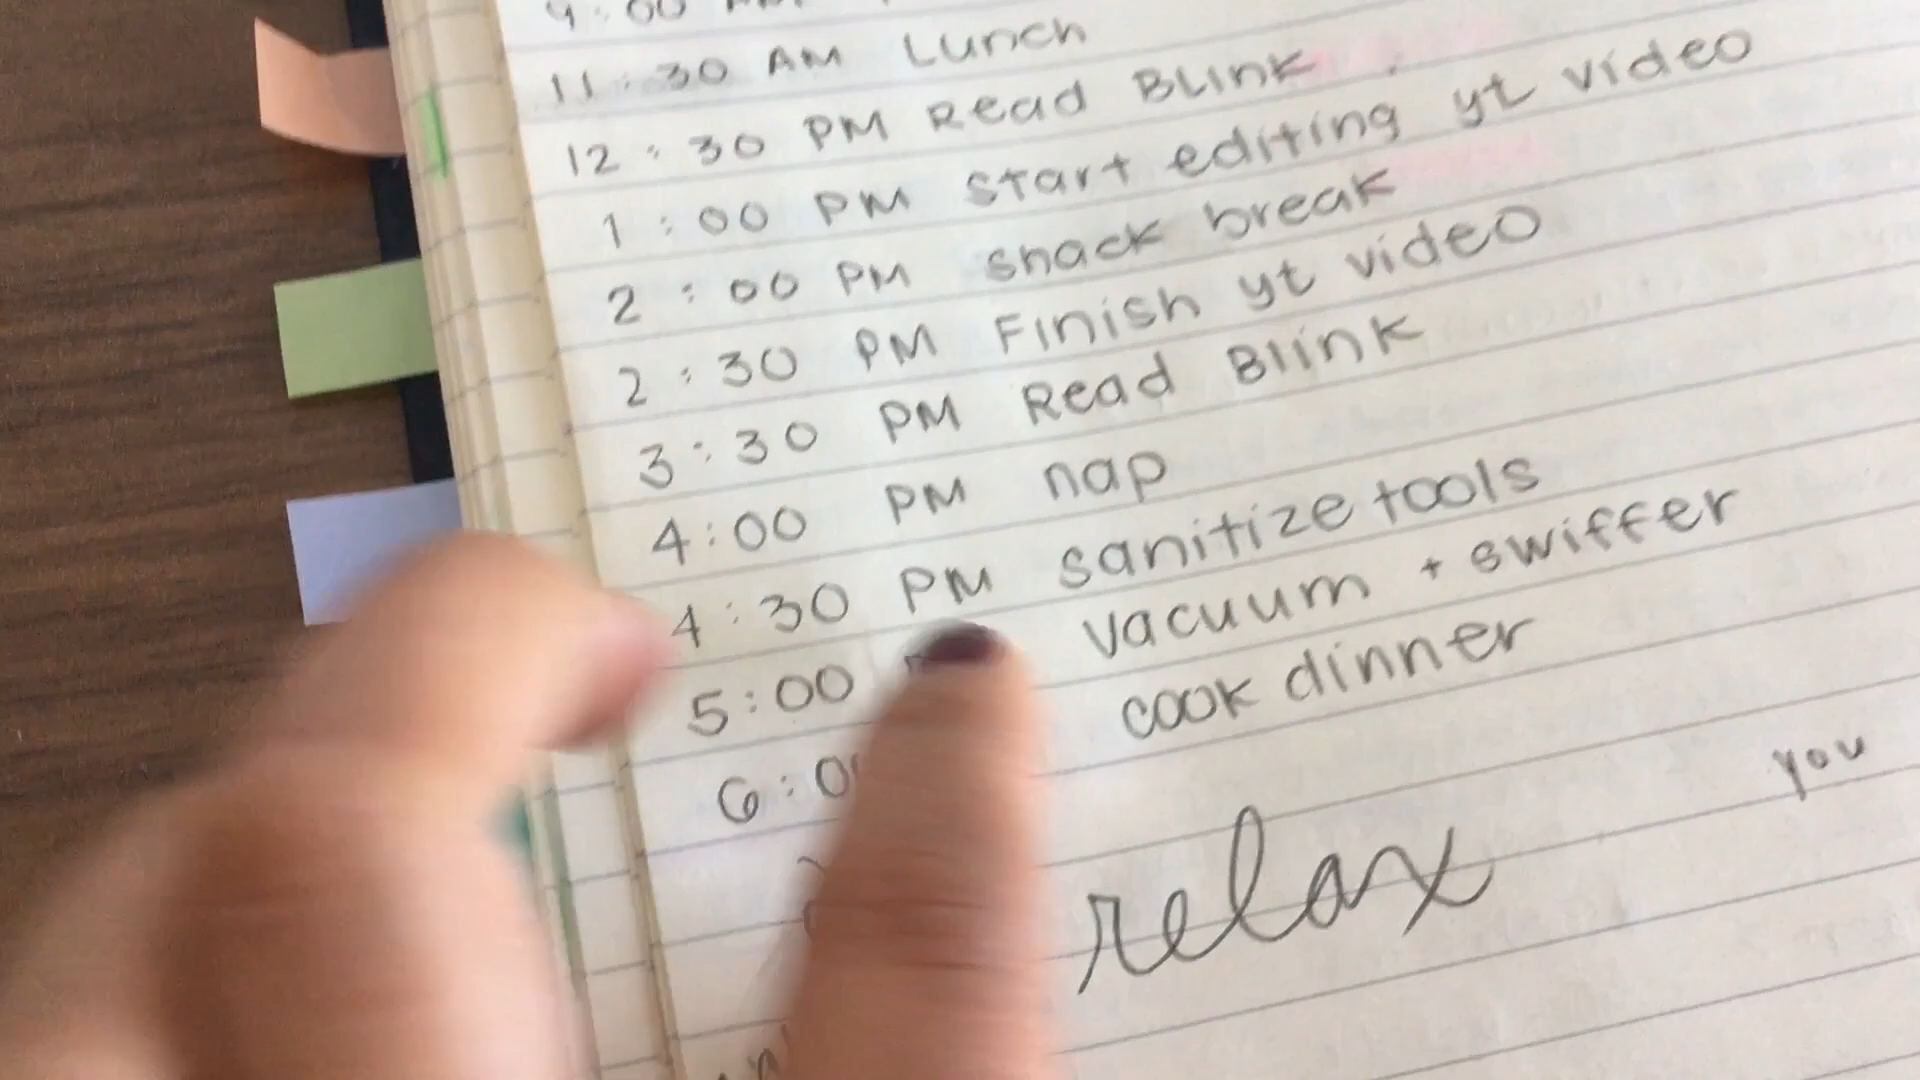 9:00
11:30 AM Lunch
12:30 PM Read Blink
1:00 PM Start editing yt video
2:00 PM snack break
2:30 PM Finish yt video
3:30 PM Read Blink
4:00 PM nap
4:30 PM sanitize tools
5:00 vacuum + swiffer
cook dinner
you
relax